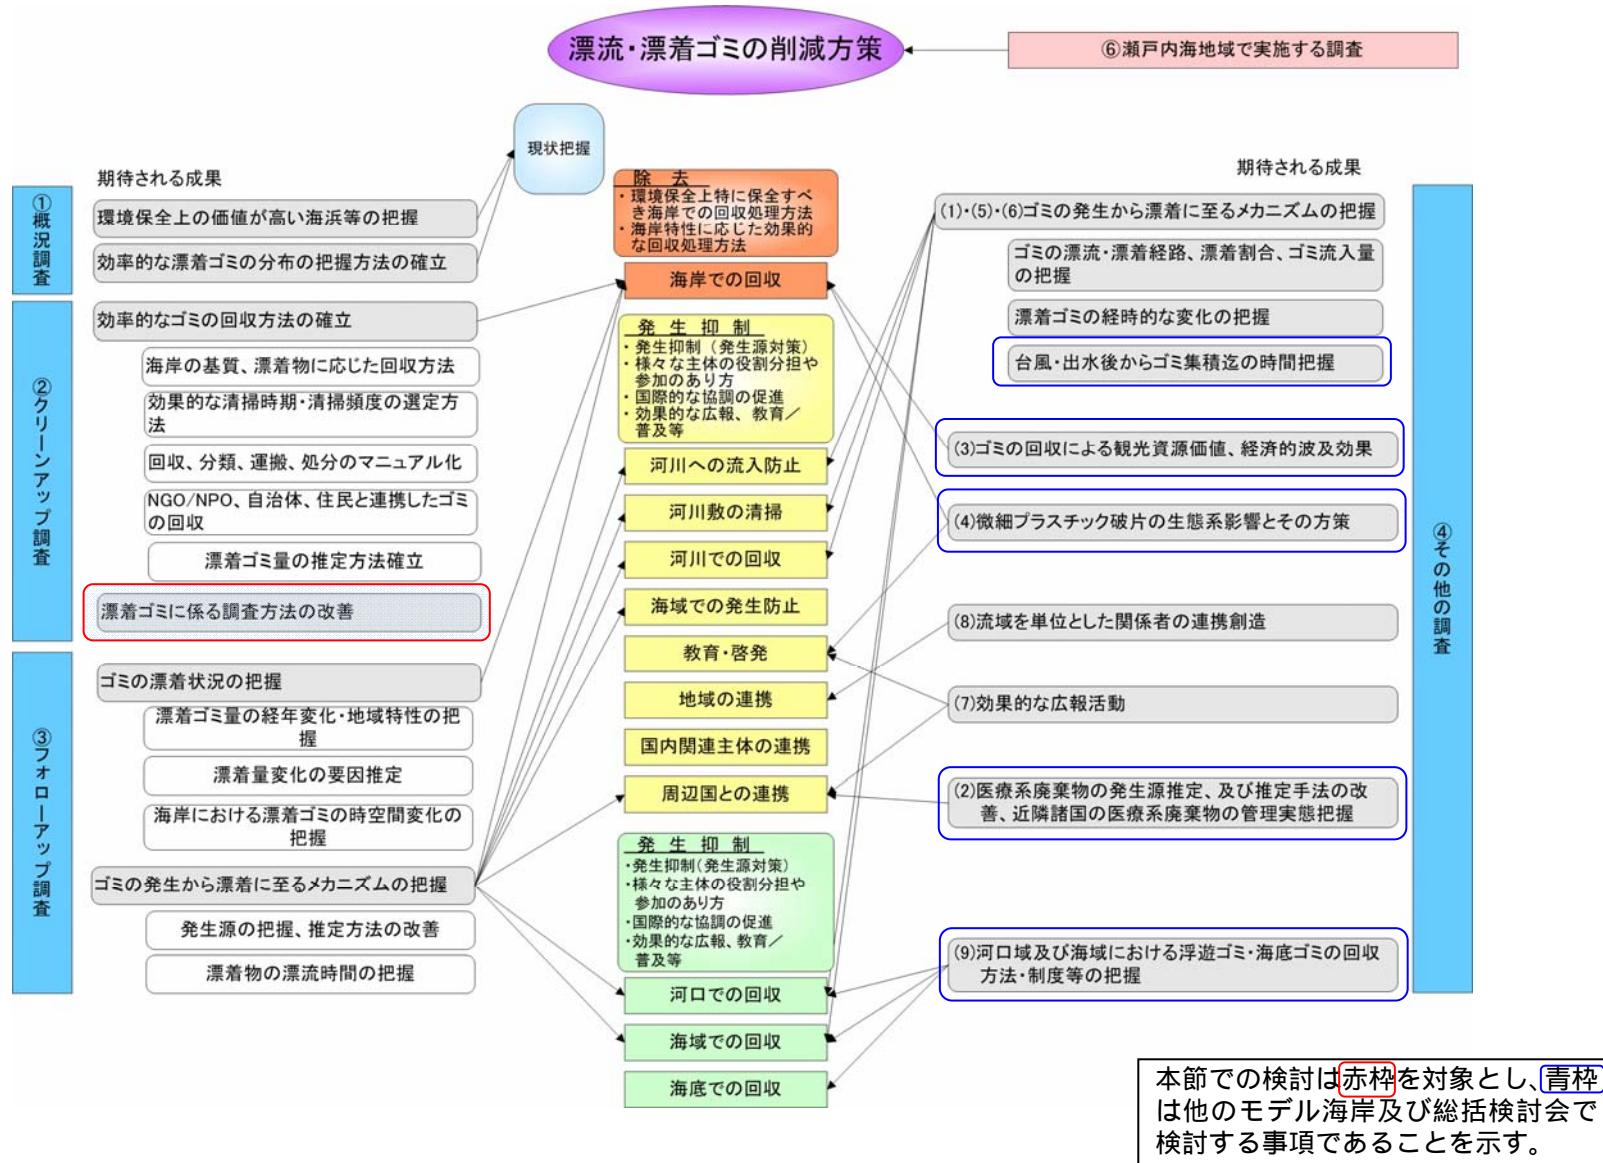 漂流・漂着ゴミの削減方策
⑥瀬戸内海地域で実施する調査
現状把握
期待される成果
①概況調査
環境保全上の価値が高い海浜等の把握
効率的な漂着ゴミの分布の把握方法の確立
②クリーンアップ調査
効率的なゴミの回収方法の確立
海岸の基質、漂着物に応じた回収方法
効果的な清掃時期・清掃頻度の選定方
法
回収、分類、運搬、処分のマニュアル化
NGO/NPO、自治体、住民と連携したゴミ
の回収
漂着ゴミ量の推定方法確立
漂着ゴミに係る調査方法の改善
③フォローアップ調査
ゴミの漂着状況の把握
漂着ゴミ量の経年変化・地域特性の把
握
漂着量変化の要因推定
海岸における漂着ゴミの時空間変化の
把握
ゴミの発生から漂着に至るメカニズムの把握
発生源の把握、推定方法の改善
漂着物の漂流時間の把握
除 去
・環境保全上特に保全すべ
き海岸での回収処理方法
・海岸特性に応じた効果的
な回収処理方法
海岸での回収
発 生 抑 制
・発生抑制（発生源対策）
・様々な主体の役割分担や
参加のあり方
・国際的な協調の促進
・効果的な広報、教育／
普及等
河川への流入防止
河川敷の清掃
河川での回収
海域での発生防止
教育・啓発
地域の連携
国内関連主体の連携
周辺国との連携
発 生 抑 制
・発生抑制（発生源対策）
・様々な主体の役割分担や
参加のあり方
・国際的な協調の促進
・効果的な広報、教育／
普及等
河口での回収
海域での回収
海底での回収
期待される成果
(1)・(5)・(6)ゴミの発生から漂着に至るメカニズムの把握
ゴミの漂流・漂着経路、漂着割合、ゴミ流入量
の把握
漂着ゴミの経時的な変化の把握
台風・出水後からゴミ集積迄の時間把握
(3)ゴミの回収による観光資源価値、経済的波及効果
(4)微細プラスチック破片の生態系影響とその方策
(8)流域を単位とした関係者の連携創造
(7)効果的な広報活動
(2)医療系廃棄物の発生源推定、及び推定手法の改
善、近隣諸国の医療系廃棄物の管理実態把握
(9)河口域及び海域における浮遊ゴミ・海底ゴミの回収
方法・制度等の把握
④その他の調査
本節での検討は赤枠を対象とし、青枠
は他のモデル海岸及び総括検討会で
検討する事項であることを示す。